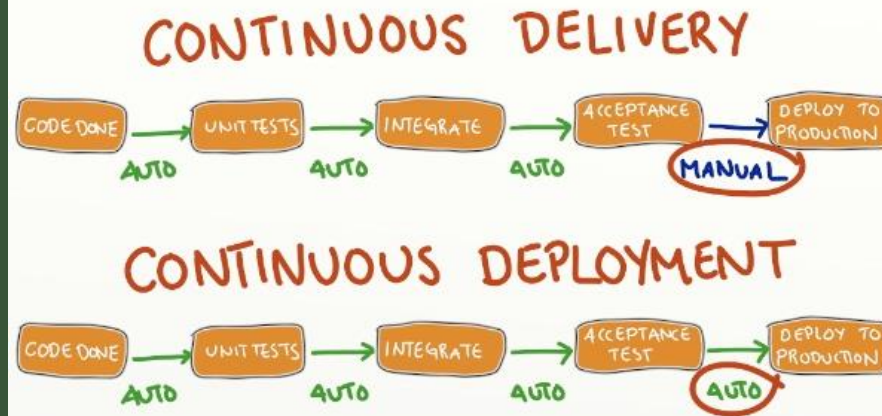 CONTINUOUS DELIVERY
CODE DONE
UNIT TESTS
INTEGRATE
ACCEPTANCE
TEST
DEPLOY TO
PRODUCTION
AUTO
AUTO
AUTO
MANUAL
CONTINUOUS DEPLOYMENT
CODE DONE
UNIT TESTS
INTEGRATE
ACCEPTANCE
TEST
DEPLOY TO
PRODUCTION
AUTO
AUTO
AUTO
AUTO